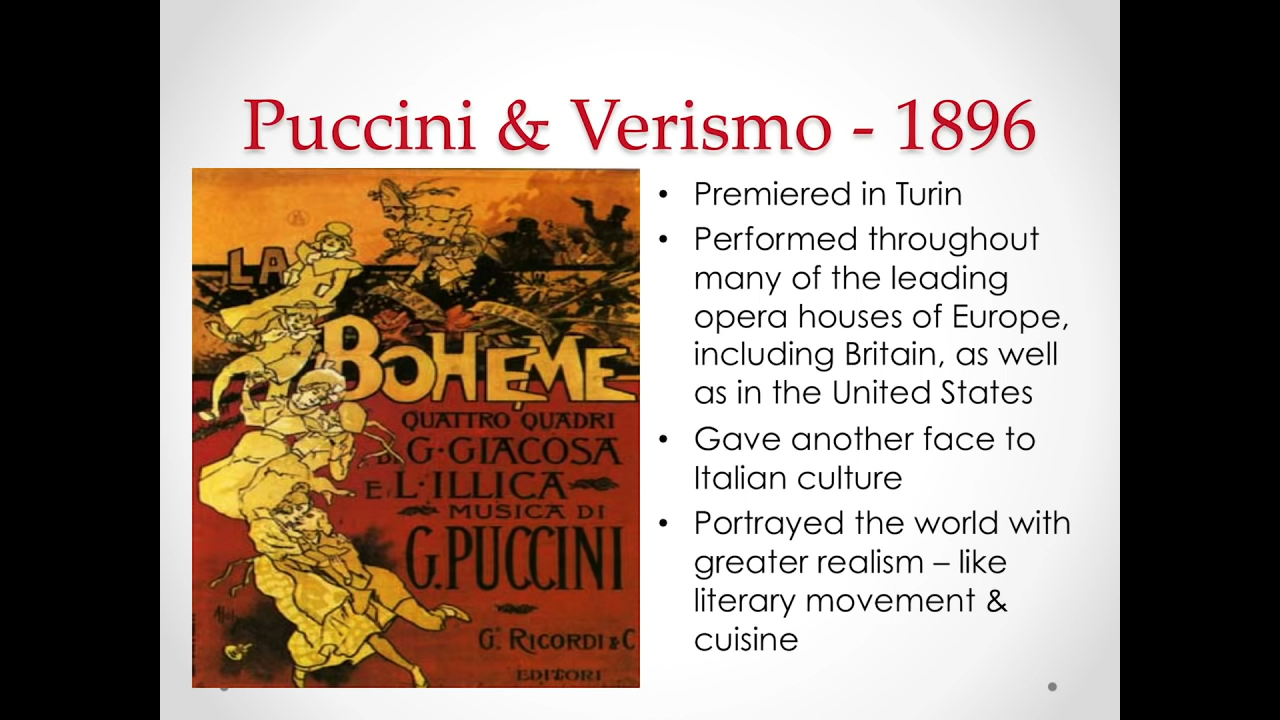 Puccini & Verismo - 1896
LA
BOHEME
QUATTRO QUADRI
DI G·GIACOSA
E L·ILLICA
MUSICA DI
G.PUCCINI
G. RICORDI & C
EDITORI
• Premiered in Turin
• Performed throughout
many of the leading
opera houses of Europe,
including Britain, as well
as in the United States
• Gave another face to
Italian culture
• Portrayed the world with
greater realism – like
literary movement &
cuisine